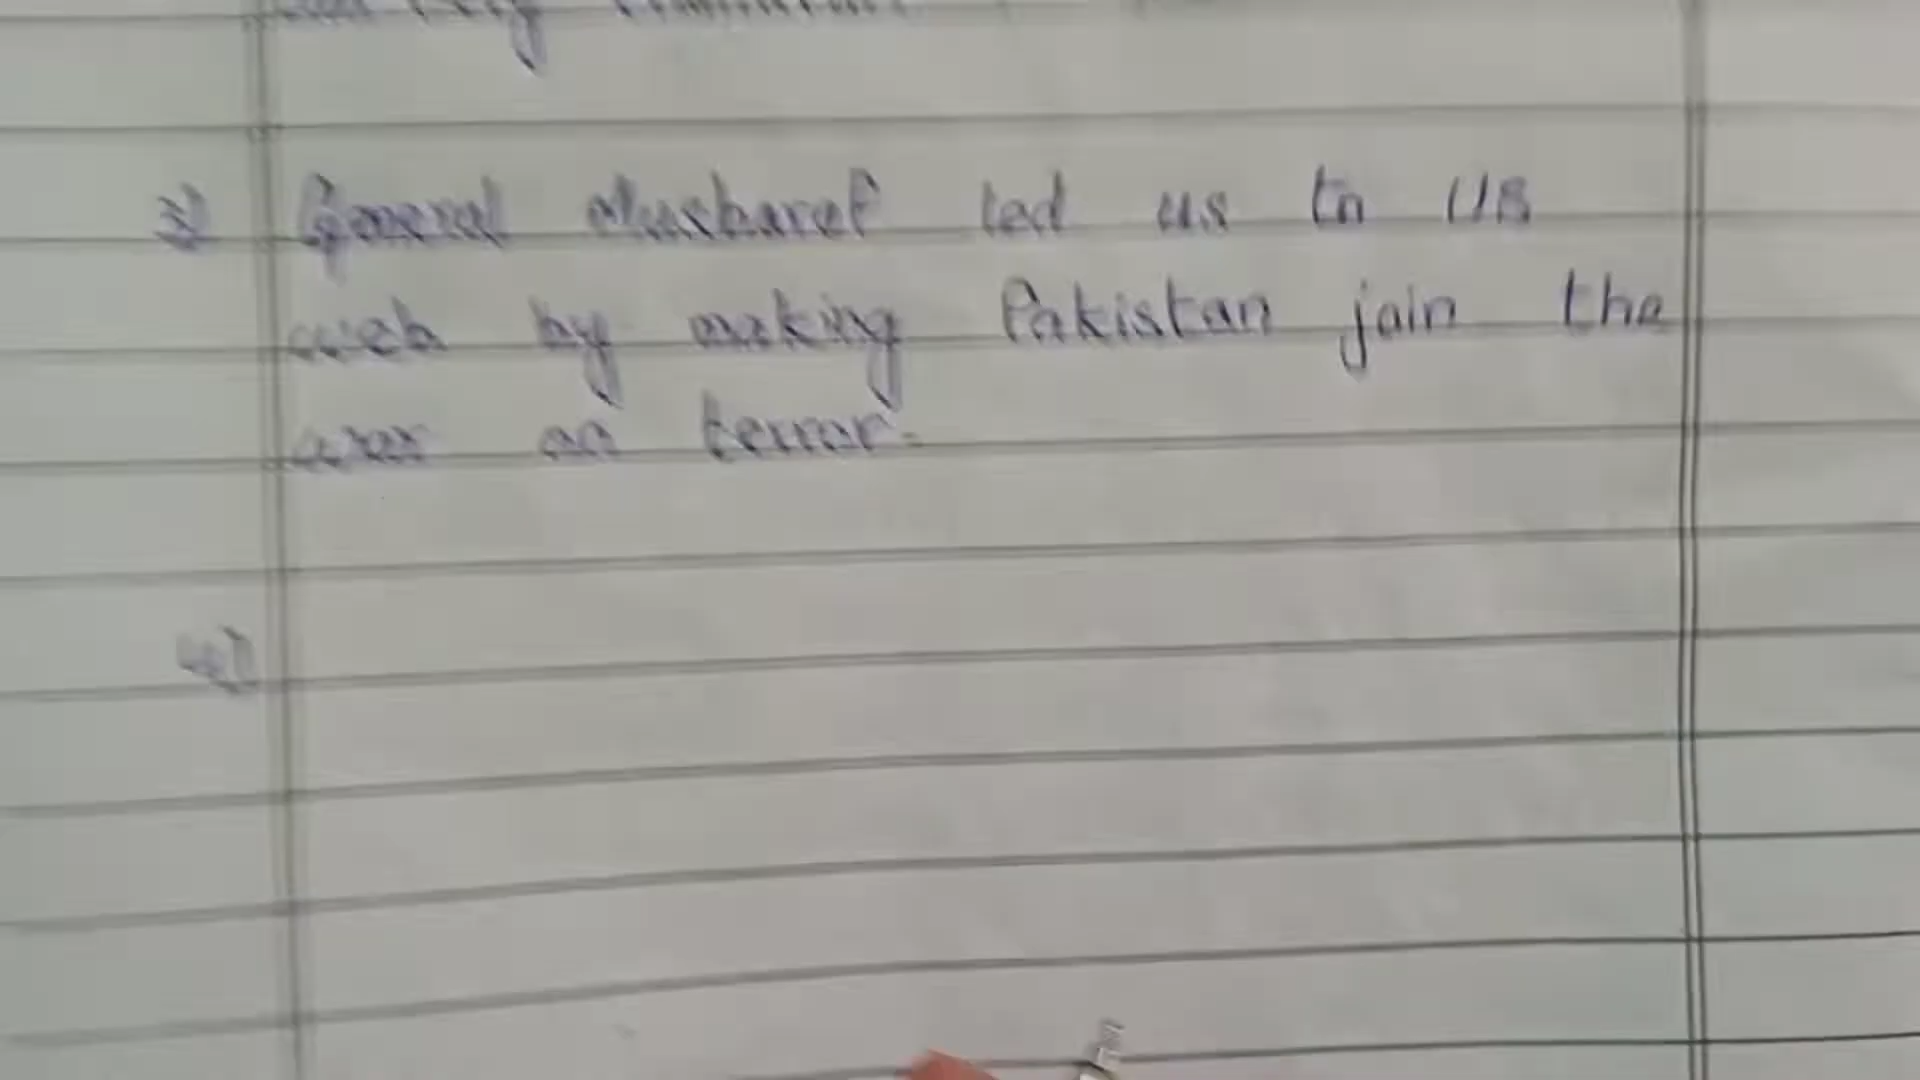 3) General Musharaf led us to US
web by making Pakistan join the
war on terror.
4)